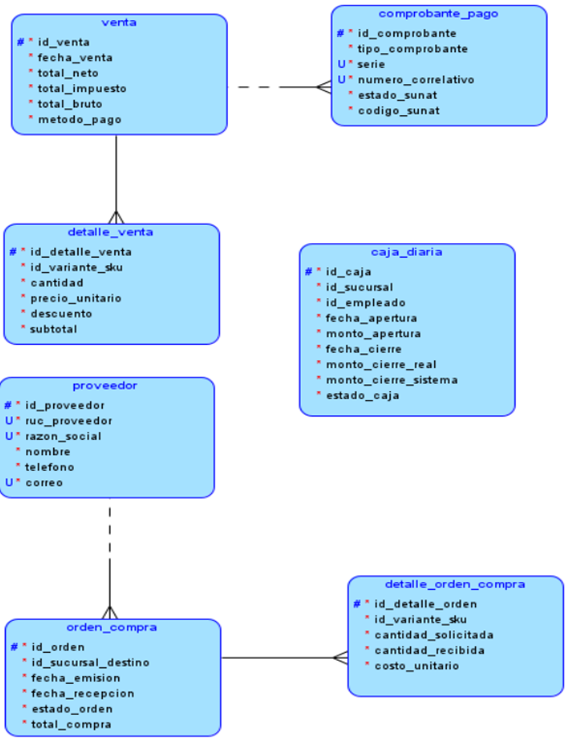 venta
# * id_venta
* fecha_venta
* total_neto
* total_impuesto
* total_bruto
* metodo_pago
comprobante_pago
# * id_comprobante
* tipo_comprobante
U * serie
U * numero_correlativo
* estado_sunat
* codigo_sunat
detalle_venta
# * id_detalle_venta
* id_variante_sku
* cantidad
* precio_unitario
* descuento
* subtotal
caja_diaria
# * id_caja
* id_sucursal
* id_empleado
* fecha_apertura
* monto_apertura
* fecha_cierre
* monto_cierre_real
* monto_cierre_sistema
* estado_caja
proveedor
# * id_proveedor
U * ruc_proveedor
U * razon_social
* nombre
* telefono
U * correo
orden_compra
# * id_orden
* id_sucursal_destino
* fecha_emision
* fecha_recepcion
* estado_orden
* total_compra
detalle_orden_compra
# * id_detalle_orden
* id_variante_sku
* cantidad_solicitada
* cantidad_recibida
* costo_unitario